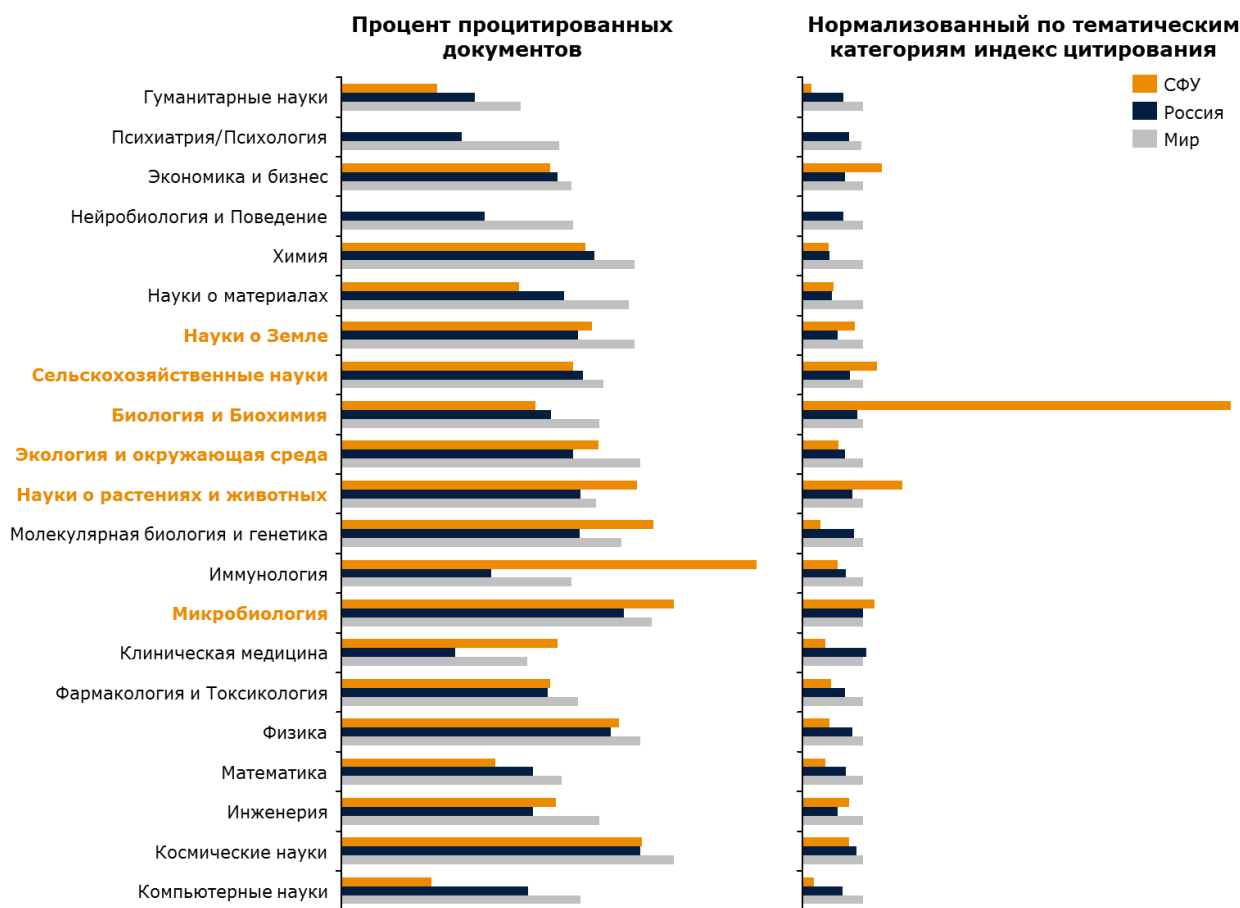 Процент процитированных
документов
Нормализованный по тематическим
категориям индекс цитирования
СФУ
Россия
Мир
Гуманитарные науки
Психиатрия/Психология
Экономика и бизнес
Нейробиология и Поведение
Химия
Науки о материалах
Науки о Земле
Сельскохозяйственные науки
Биология и Биохимия
Экология и окружающая среда
Науки о растениях и животных
Молекулярная биология и генетика
Иммунология
Микробиология
Клиническая медицина
Фармакология и Токсикология
Физика
Математика
Инженерия
Космические науки
Компьютерные науки